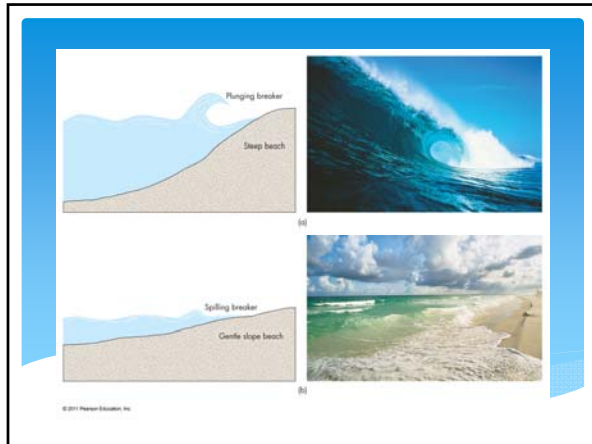 Plunging breaker
Steep beach
(a)
Spilling breaker
Gentle slope beach
(b)
© 2011 Pearson Education, Inc.